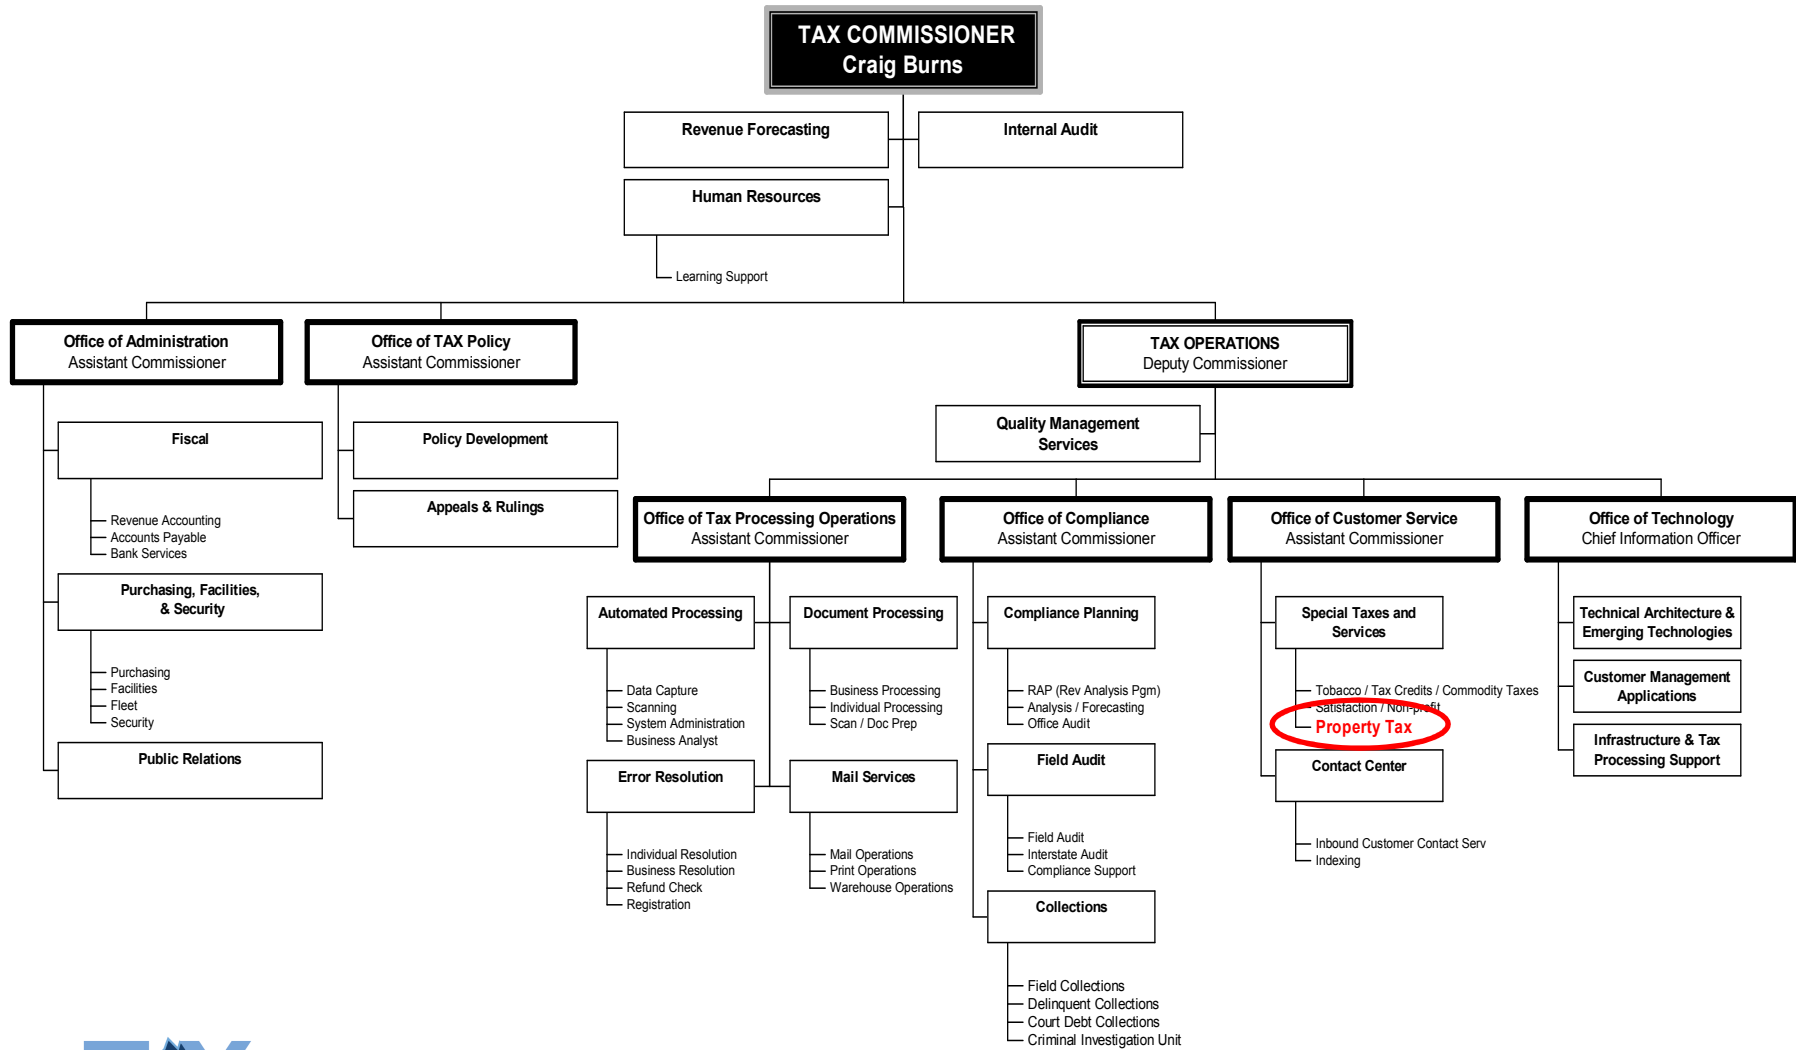 TAX COMMISSIONER
Craig Burns
Revenue Forecasting
Internal Audit
Human Resources
Learning Support
Office of Administration
Assistant Commissioner
Office of TAX Policy
Assistant Commissioner
TAX OPERATIONS
Deputy Commissioner
Fiscal
Revenue Accounting
Accounts Payable
Bank Services
Purchasing, Facilities,
& Security
Purchasing
Facilities
Fleet
Security
Public Relations
Policy Development
Appeals & Rulings
Quality Management
Services
Office of Tax Processing Operations
Assistant Commissioner
Automated Processing
Data Capture
Scanning
System Administration
Business Analyst
Document Processing
Business Processing
Individual Processing
Scan / Doc Prep
Error Resolution
Individual Resolution
Business Resolution
Refund Check
Registration
Mail Services
Mail Operations
Print Operations
Warehouse Operations
Office of Compliance
Assistant Commissioner
Compliance Planning
RAP (Rev Analysis Pgm)
Analysis / Forecasting
Office Audit
Field Audit
Field Audit
Interstate Audit
Compliance Support
Collections
Field Collections
Delinquent Collections
Court Debt Collections
Criminal Investigation Unit
Office of Customer Service
Assistant Commissioner
Special Taxes and
Services
Tobacco / Tax Credits / Commodity Taxes
Satisfaction / Non-profit
Property Tax
Contact Center
Inbound Customer Contact Serv
Indexing
Office of Technology
Chief Information Officer
Technical Architecture &
Emerging Technologies
Customer Management
Applications
Infrastructure & Tax
Processing Support